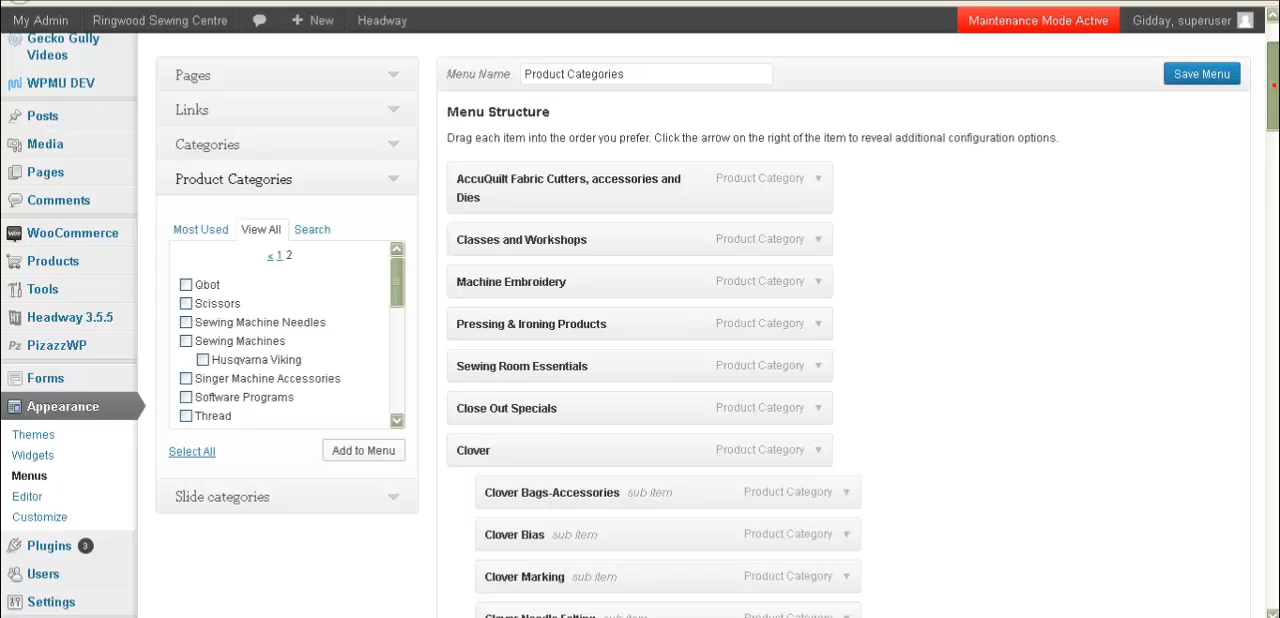 My Admin Ringwood Sewing Centre New Headway Maintenance Mode Active Gidday, superuser
Gecko Gully
Videos
WPMU DEV
Posts
Media
Pages
Comments
WooCommerce
Products
Tools
Headway 3.5.5
PizazzWP
Forms
Appearance
Themes
Widgets
Menus
Editor
Customize
Plugins 3
Users
Settings
Pages
Links
Categories
Product Categories
Most Used View All Search
« 1 2
Qbot
Scissors
Sewing Machine Needles
Sewing Machines
Husqvarna Viking
Singer Machine Accessories
Software Programs
Thread
Select All Add to Menu
Slide categories
Menu Name Product Categories Save Menu
Menu Structure
Drag each item into the order you prefer. Click the arrow on the right of the item to reveal additional configuration options.
AccuQuilt Fabric Cutters, accessories and Product Category
Dies
Classes and Workshops Product Category
Machine Embroidery Product Category
Pressing & Ironing Products Product Category
Sewing Room Essentials Product Category
Close Out Specials Product Category
Clover Product Category
Clover Bags-Accessories sub item Product Category
Clover Bias sub item Product Category
Clover Marking sub item Product Category
Clover Needle Felting sub item Product Category